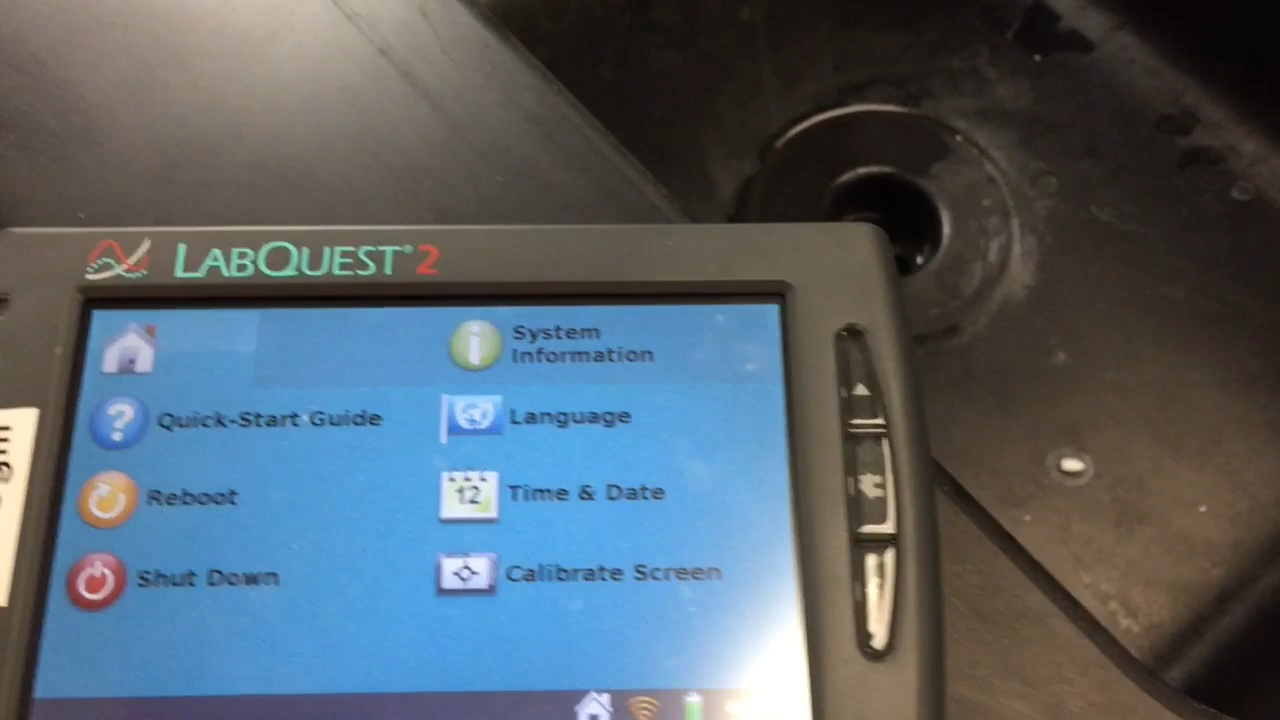 LABQUEST® 2
System
Information
Quick-Start Guide
Language
Reboot
12
Time & Date
Shut Down
Calibrate Screen